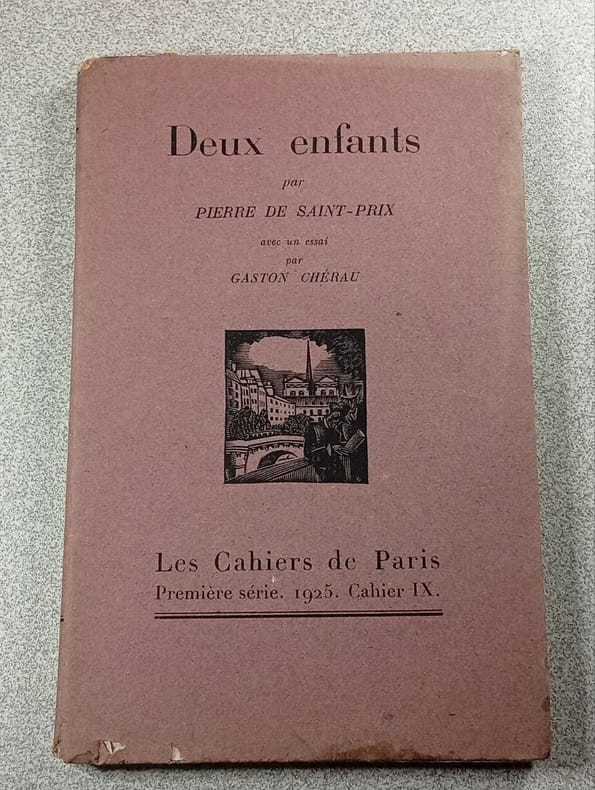 Deux enfants
par
PIERRE DE SAINT-PRIX
avec un essai
par
GASTON CHÉRAU
Les Cahiers de Paris
Première série. 1925. Cahier IX.